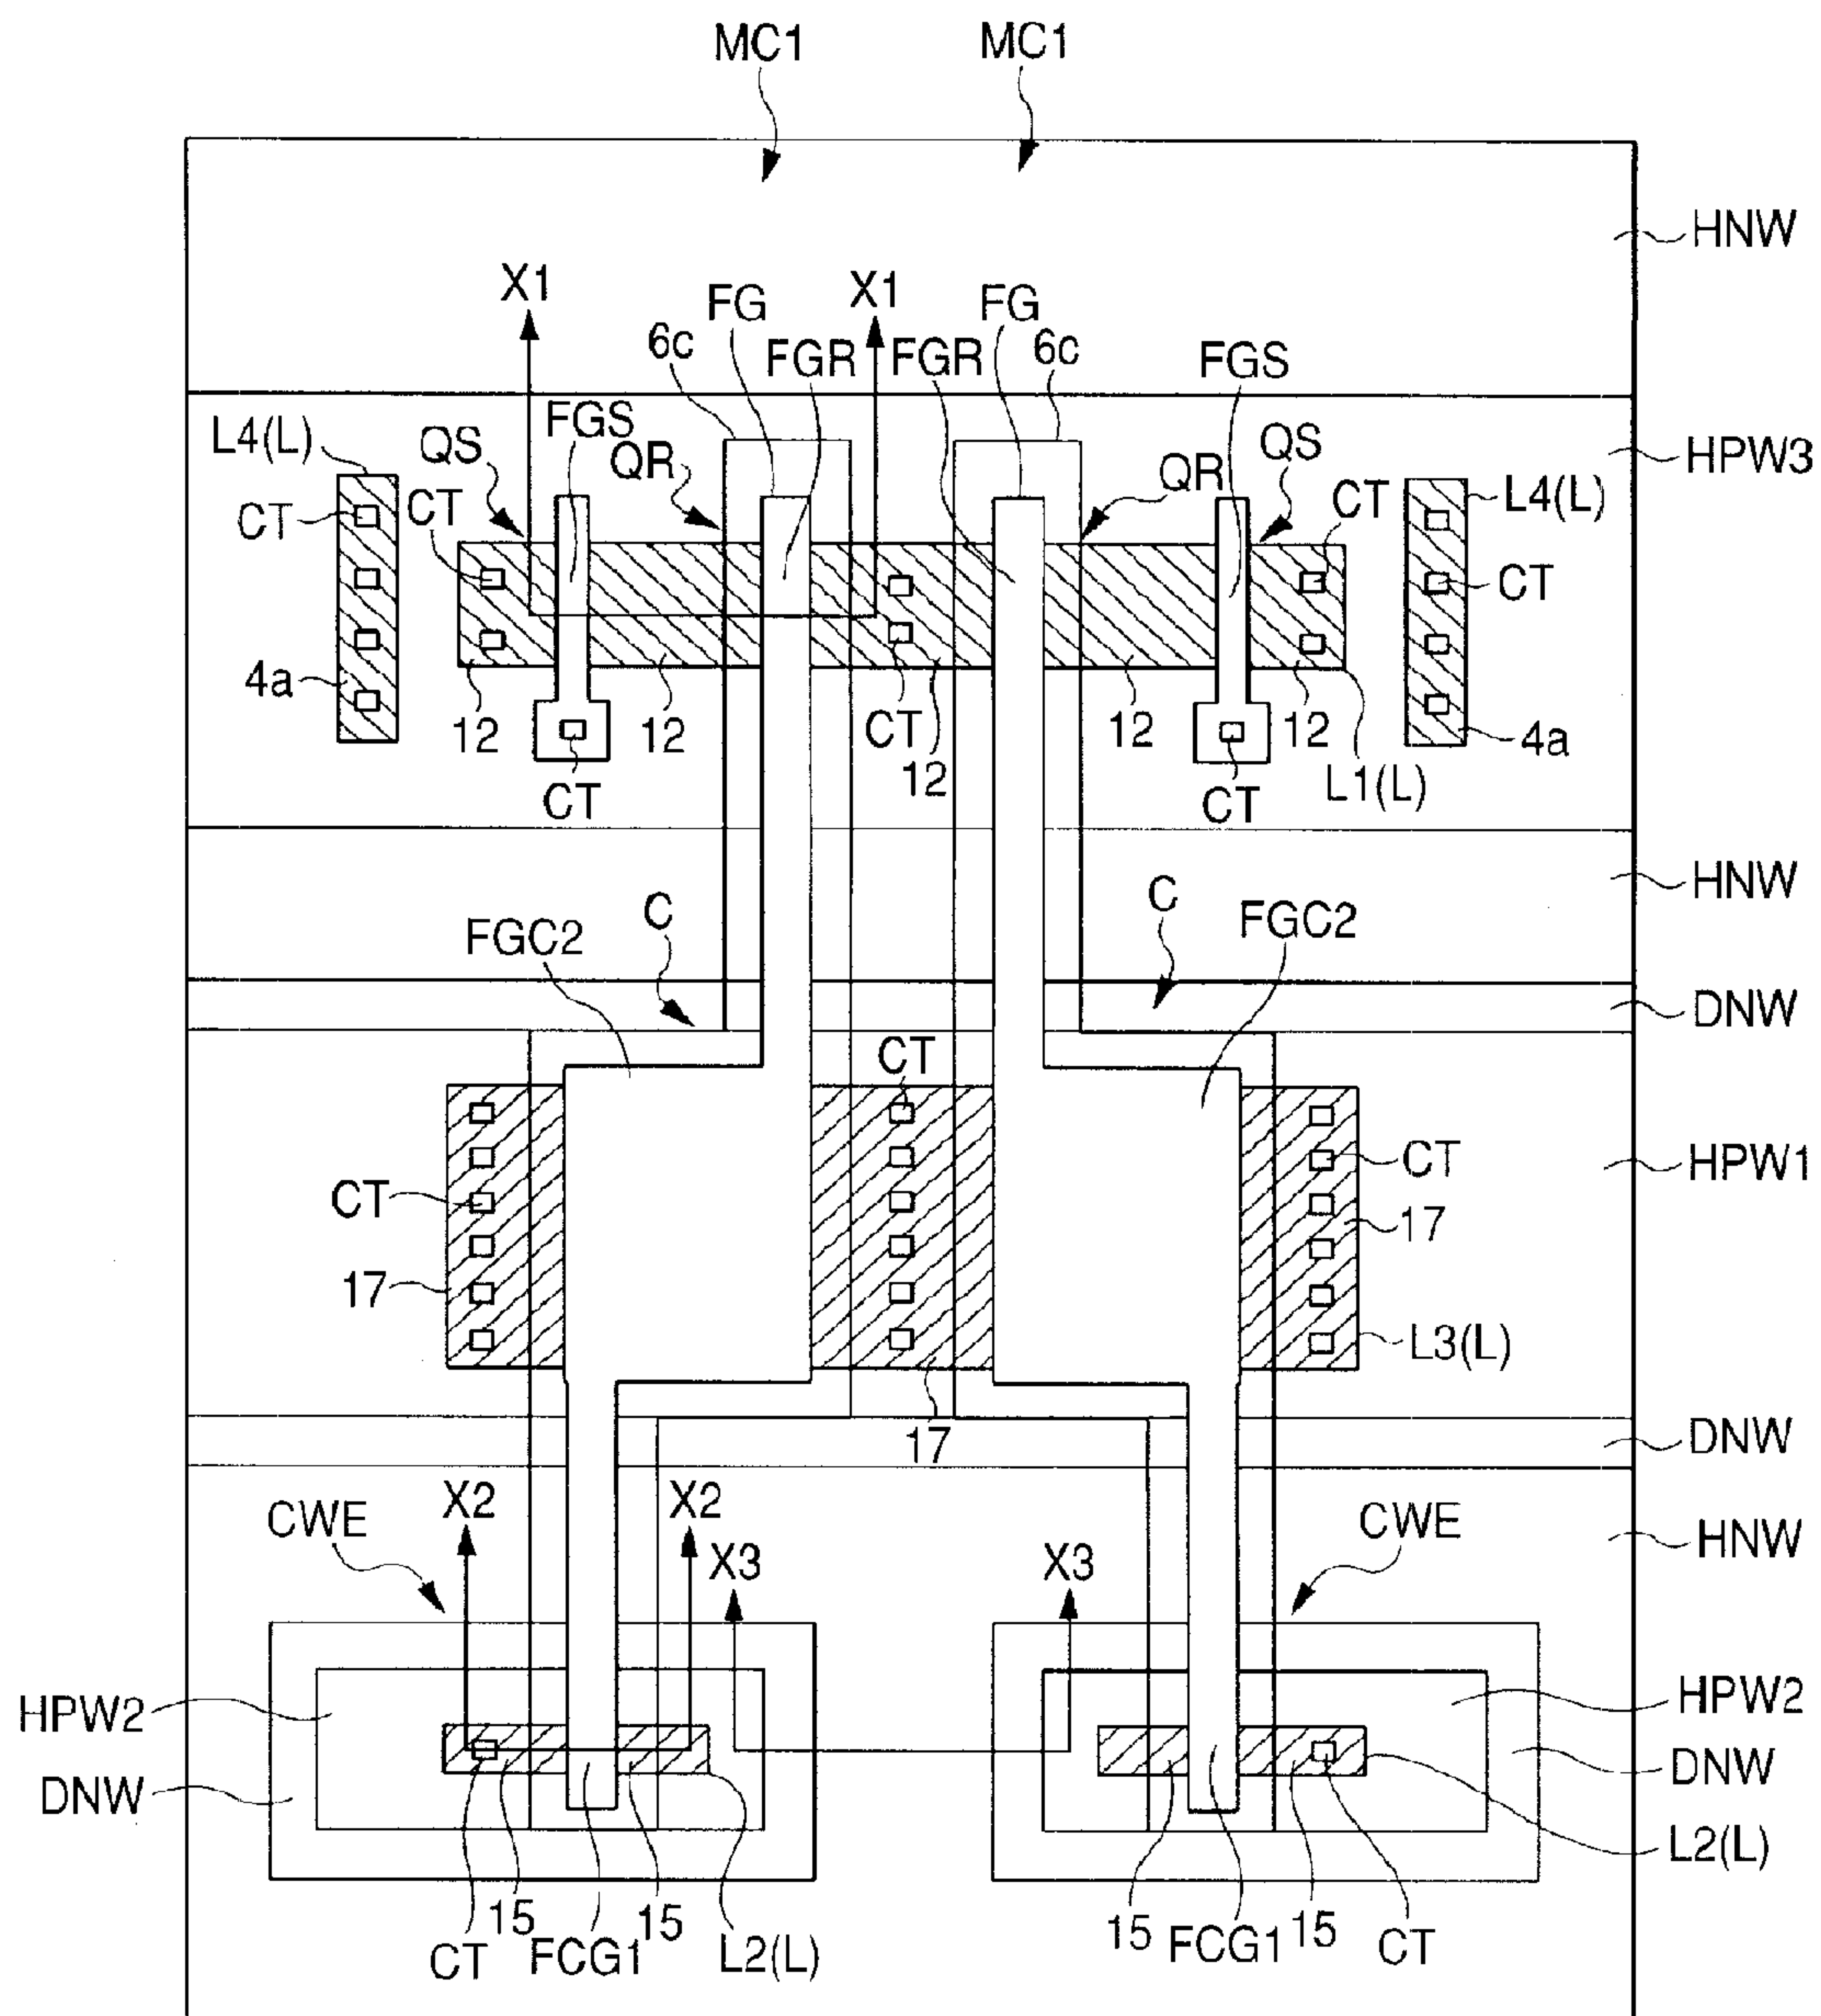 MC1 MC1
HNW
X1 X1
FG FG
6c FGR FGR 6c
FGS
FGS
L4(L) QS QR QS
HPW3
QR
L4(L)
CT CT CT
CT
4a
12 12 CT 12 12 12 4a
CT CT L1(L)
HNW
C C
FGC2 FGC2
DNW
CT
CT HPW1
CT
17
17
L3(L)
17
DNW
X2 X2
CWE CWE
HNW
X3 X3
HPW2 HPW2
DNW DNW
L2(L)
15 15 15 15
CT FCG1 L2(L) FCG1 CT